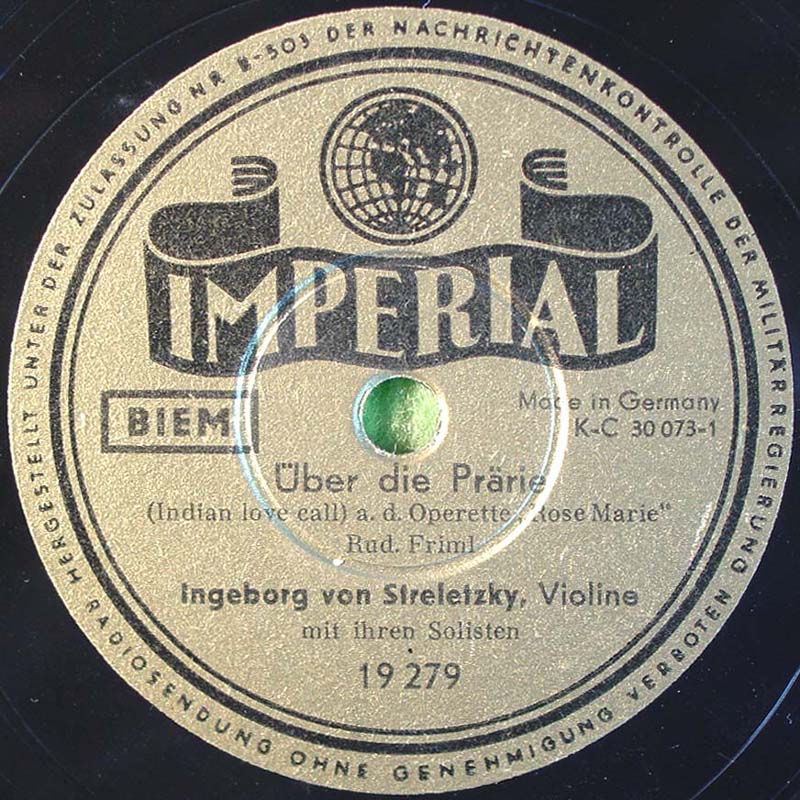 HERGESTELLT UNTER DER ZULASSUNG NR B-503 DER NACHRICHTENKONTROLLE DER MILITÄRREGIERUNG
RADIOSENDUNG OHNE GENEHMIGUNG VERBOTEN
IMPERIAL
BIEM
Made in Germany
K-C 30 073-1
Über die Prärie
(Indian love call) a. d. Operette „Rose Marie“
Rud. Friml
Ingeborg von Streletzky, Violine
mit ihren Solisten
19 279